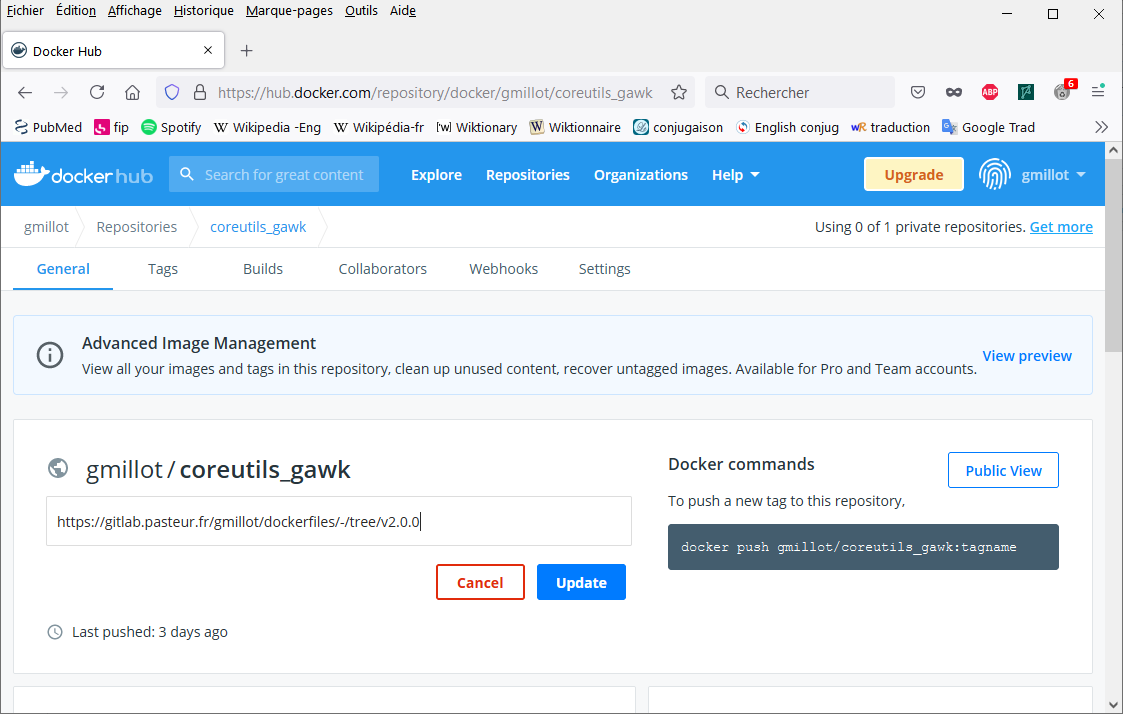 Fichier Édition Affichage Historique Marque-pages Outils Aide
Docker Hub
https://hub.docker.com/repository/docker/gmillot/coreutils_gawk
Rechercher
ABP
6
PubMed fip Spotify Wikipedia -Eng Wikipédia-fr Wiktionary Wiktionnaire conjugaison English conjug traduction Google Trad
dockerhub
Search for great content
Explore Repositories Organizations Help
Upgrade
gmillot
gmillot Repositories coreutils_gawk
Using 0 of 1 private repositories. Get more
General Tags Builds Collaborators Webhooks Settings
Advanced Image Management
View all your images and tags in this repository, clean up unused content, recover untagged images. Available for Pro and Team accounts.
View preview
gmillot / coreutils_gawk
https://gitlab.pasteur.fr/gmillot/dockerfiles/-/tree/v2.0.0
Cancel Update
Last pushed: 3 days ago
Docker commands
Public View
To push a new tag to this repository,
docker push gmillot/coreutils_gawk:tagname